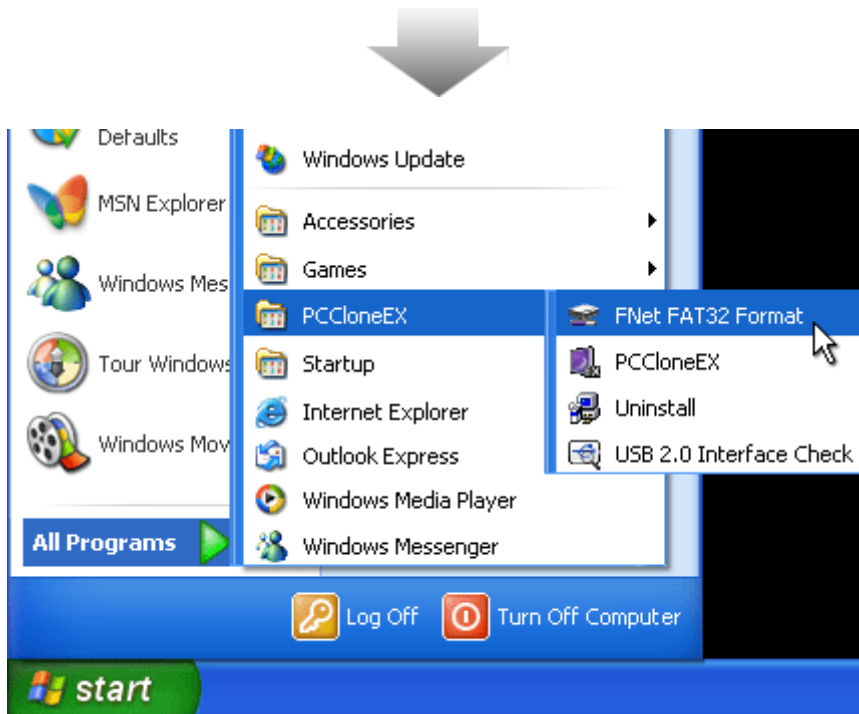 Defaults
MSN Explorer
Windows Mes
Tour Windows
Windows Mov
All Programs
Windows Update
Accessories
Games
PCCloneEX
Startup
Internet Explorer
Outlook Express
Windows Media Player
Windows Messenger
FNet FAT32 Format
PCCloneEX
Uninstall
USB 2.0 Interface Check
Log Off
Turn Off Computer
start